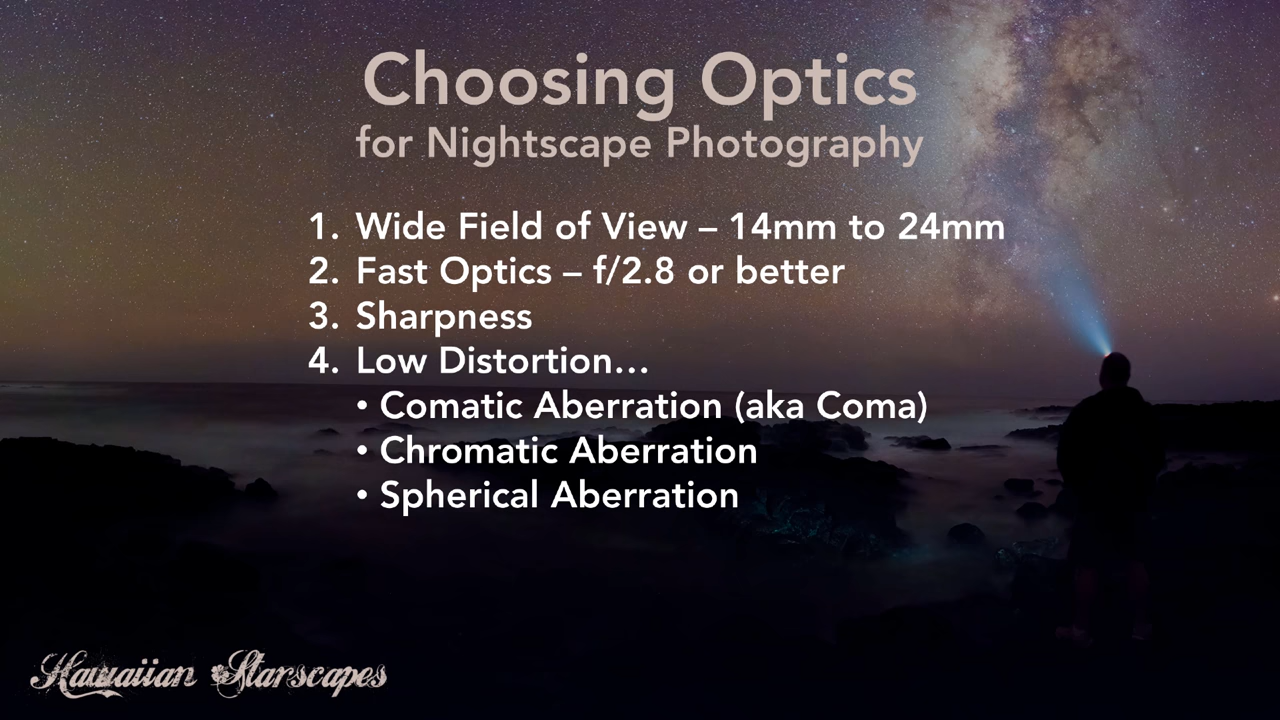 Choosing Optics
for Nightscape Photography
1. Wide Field of View – 14mm to 24mm
2. Fast Optics – f/2.8 or better
3. Sharpness
4. Low Distortion…
• Comatic Aberration (aka Coma)
• Chromatic Aberration
• Spherical Aberration
Hawaiian Starscapes